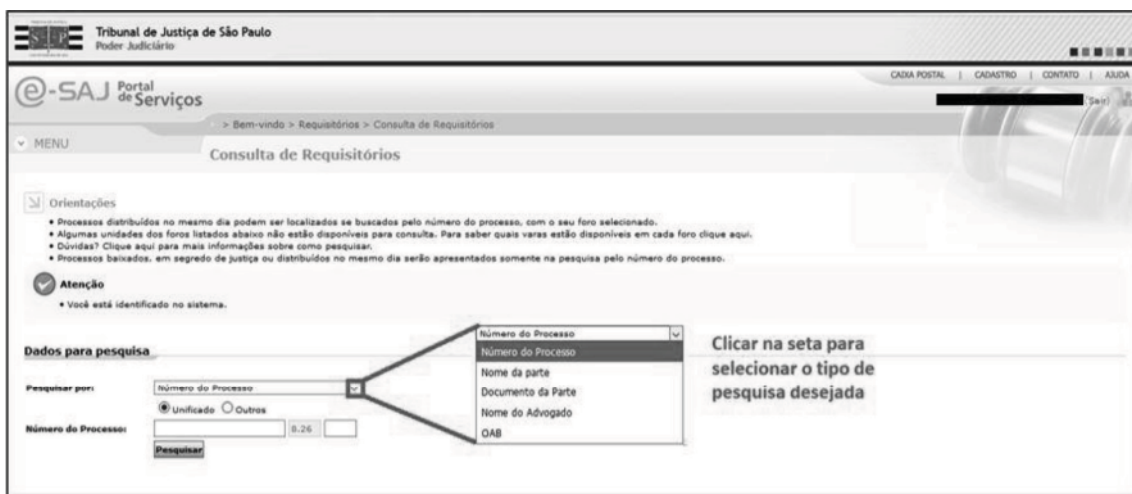 Tribunal de Justiça de São Paulo
Poder Judiciário
CAIXA POSTAL | CADASTRO | CONTATO | AJUDA
e-SAJ Portal de Serviços
(Sair)
> Bem-vindo > Requisitórios > Consulta de Requisitórios
MENU
Consulta de Requisitórios
Orientações
• Processos distribuídos no mesmo dia podem ser localizados se buscados pelo número do processo, com o seu foro selecionado.
• Algumas unidades dos foros listados abaixo não estão disponíveis para consulta. Para saber quais varas estão disponíveis em cada foro clique aqui.
• Dúvidas? Clique aqui para mais informações sobre como pesquisar.
• Processos baixados, em segredo de justiça ou distribuídos no mesmo dia serão apresentados somente na pesquisa pelo número do processo.
Atenção
• Você está identificado no sistema.
Dados para pesquisa
Pesquisar por:
Número do Processo
Unificado Outros
Número do Processo:
8.26
Pesquisar
Número do Processo
Número do Processo
Nome da parte
Documento da Parte
Nome do Advogado
OAB
Clicar na seta para
selecionar o tipo de
pesquisa desejada